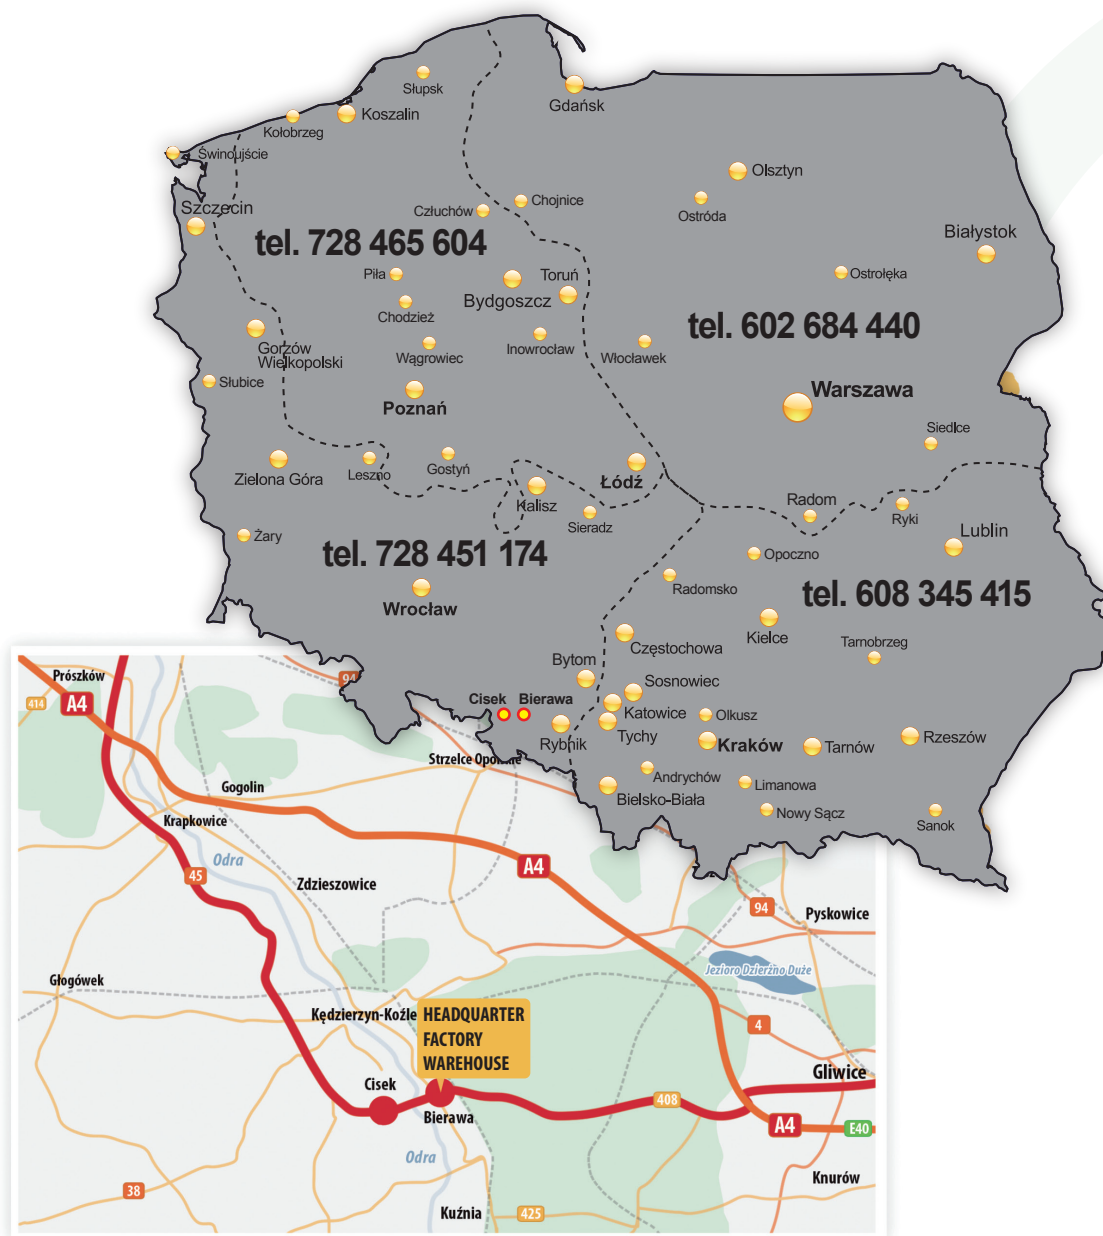 Słupsk
Gdańsk
Koszalin
Kołobrzeg
Świnoujście
Olsztyn
Chojnice
Człuchów
Ostróda
Szczecin
Białystok
tel. 728 465 604
Piła
Toruń
Ostrołęka
Bydgoszcz
Chodzież
tel. 602 684 440
Gorzów
Wielkopolski
Inowrocław
Wągrowiec
Włocławek
Słubice
Warszawa
Poznań
Siedlce
Zielona Góra
Leszno
Gostyń
Łódź
Kalisz
Radom
Sieradz
Ryki
Żary
Lublin
tel. 728 451 174
Opoczno
Radomsko
tel. 608 345 415
Wrocław
Kielce
Częstochowa
Tarnobrzeg
Bytom
Sosnowiec
Cisek
Bierawa
Katowice
Olkusz
Tychy
Rybnik
Kraków
Tarnów
Rzeszów
Andrychów
Limanowa
Bielsko-Biała
Nowy Sącz
Sanok
Prószków
94
414
A4
Strzelce Opolskie
Gogolin
Krapkowice
Odra
A4
45
Zdzieszowice
94
Pyskowice
Jezioro Dzierżno Duże
Głogówek
Kędzierzyn-Koźle
HEADQUARTER
FACTORY
WAREHOUSE
4
Gliwice
Cisek
408
Bierawa
A4
E40
Odra
Knurów
38
Kuźnia
425